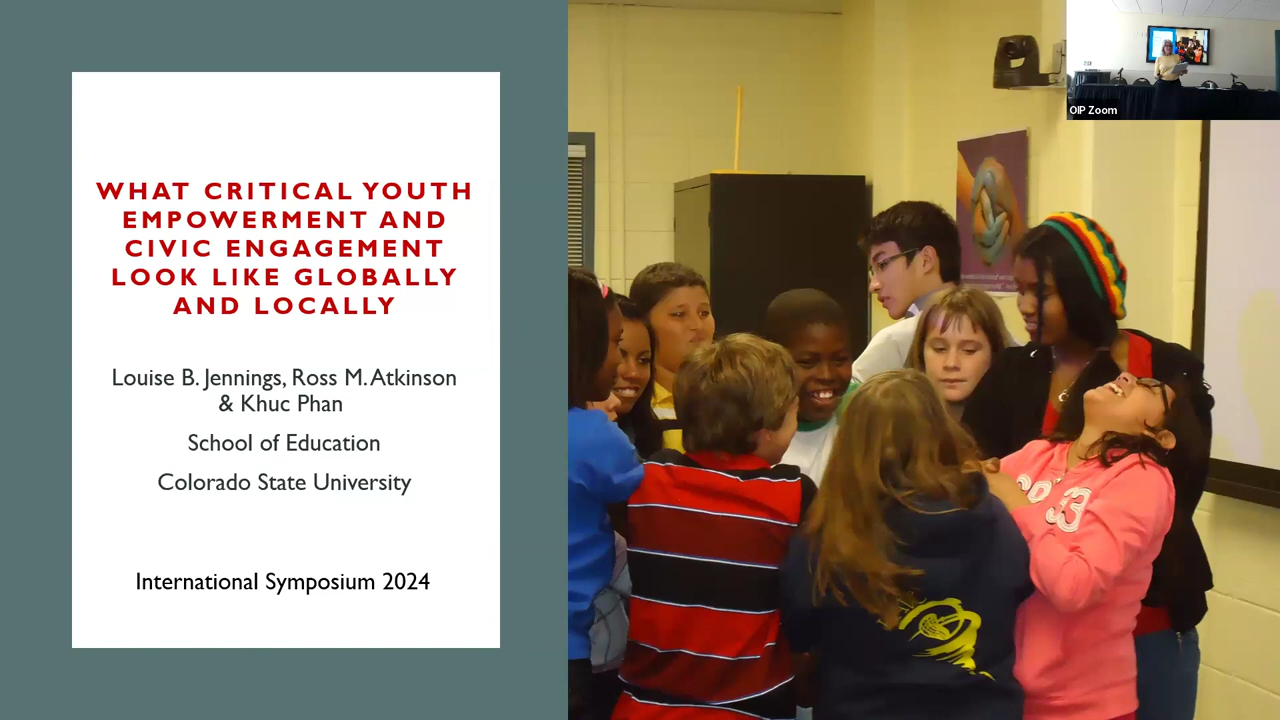 WHAT CRITICAL YOUTH
EMPOWERMENT AND
CIVIC ENGAGEMENT
LOOK LIKE GLOBALLY
AND LOCALLY
Louise B. Jennings, Ross M. Atkinson
& Khuc Phan
School of Education
Colorado State University
International Symposium 2024
OIP Zoom